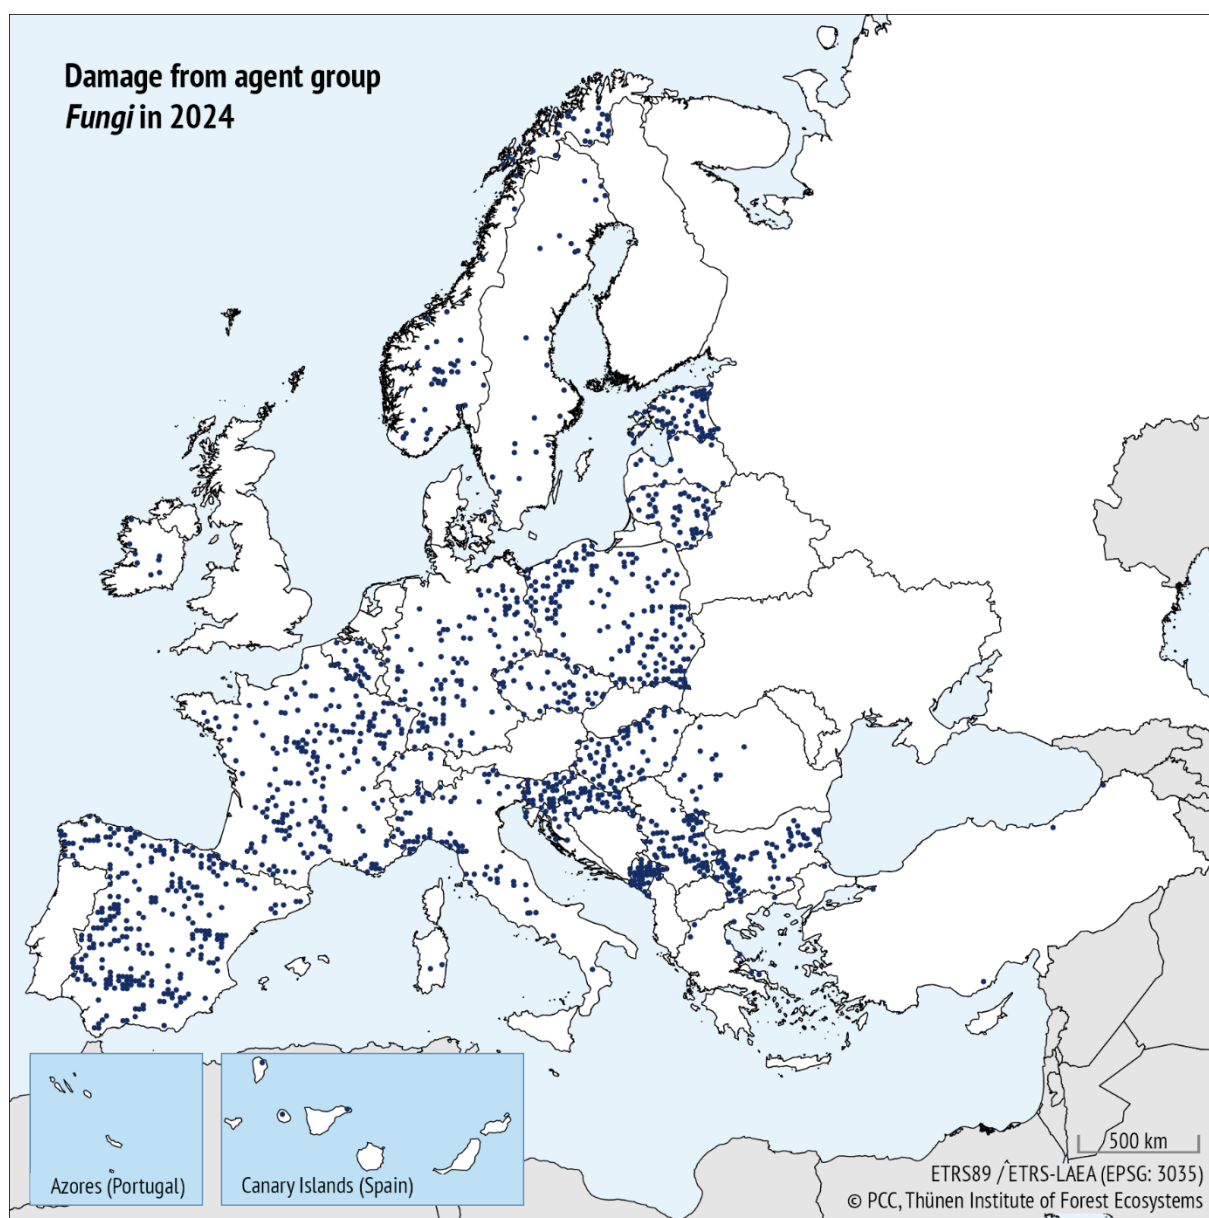 Damage from agent group
Fungi in 2024
Azores (Portugal)
Canary Islands (Spain)
500 km
ETRS89 / ETRS-LAEA (EPSG: 3035)
© PCC, Thünen Institute of Forest Ecosystems